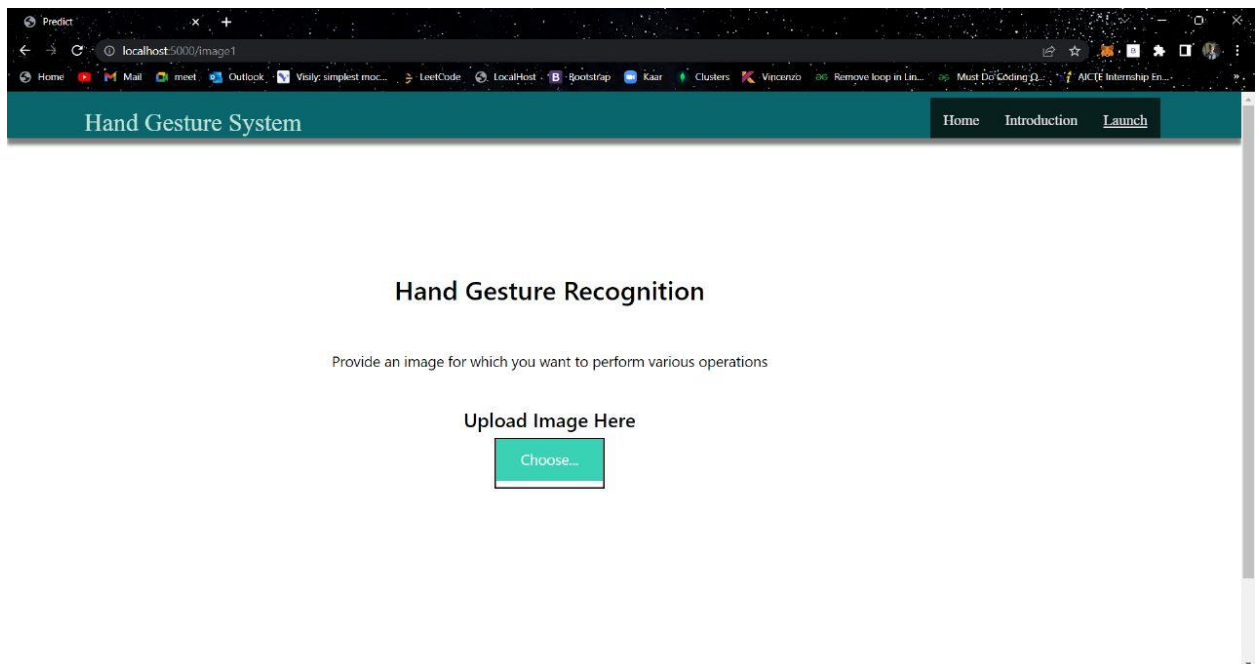 Predict
localhost:5000/image1
Home Mail meet Outlook Visily: simplest moc... LeetCode LocalHost Bootstrap Kaar Clusters Vincenzo Remove loop in Lin... Must Do Coding Q... AICTE Internship En...
Hand Gesture System Home Introduction Launch
Hand Gesture Recognition
Provide an image for which you want to perform various operations
Upload Image Here
Choose...